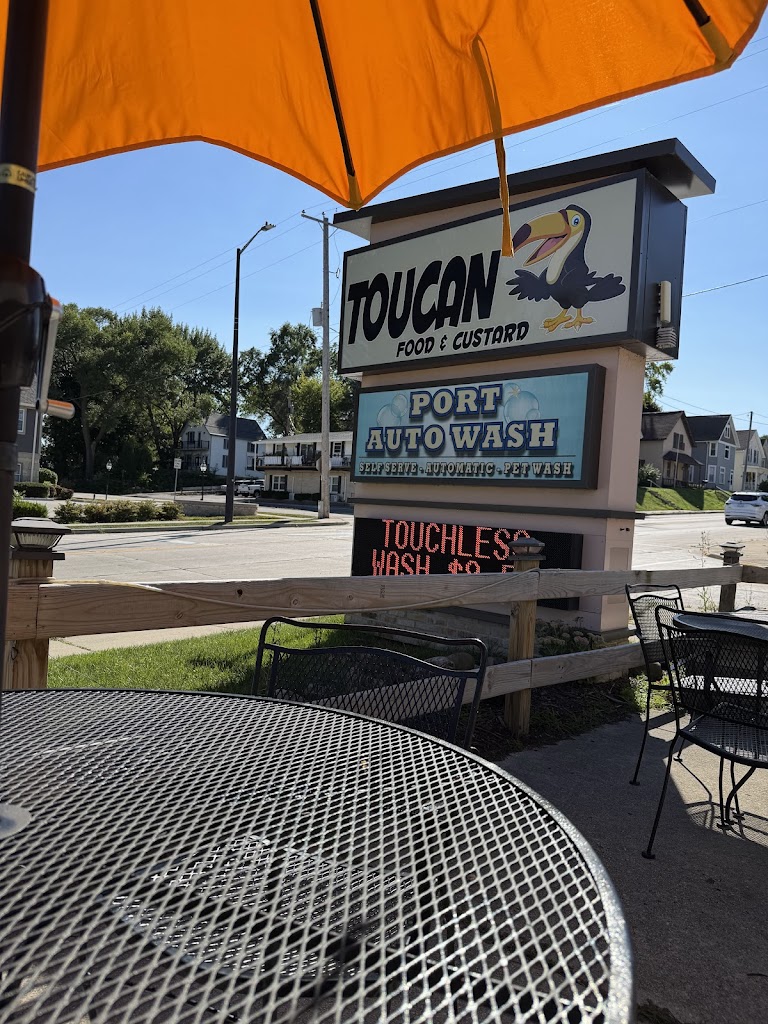 TOUCAN
FOOD & CUSTARD
PORT
AUTO WASH
SELF SERVE - AUTOMATIC - PET WASH
TOUCHLESS
WASH